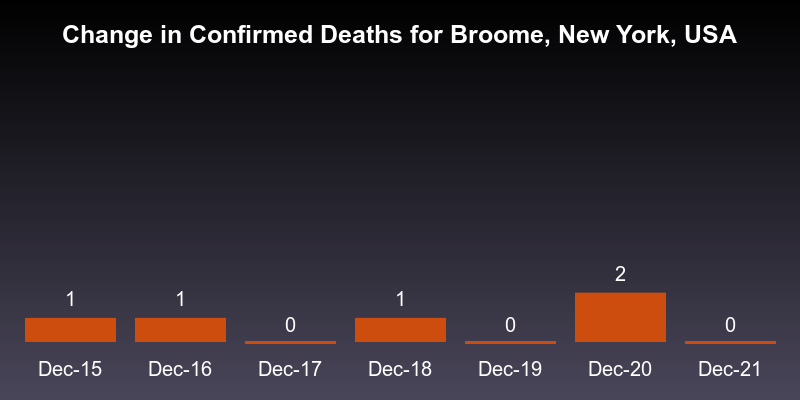 Change in Confirmed Deaths for Broome, New York, USA
1 1 0 1 0 2 0
Dec-15 Dec-16 Dec-17 Dec-18 Dec-19 Dec-20 Dec-21